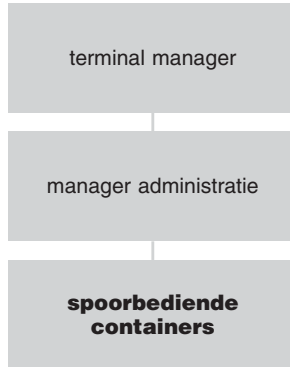 terminal manager
manager administratie
spoorbediende
containers